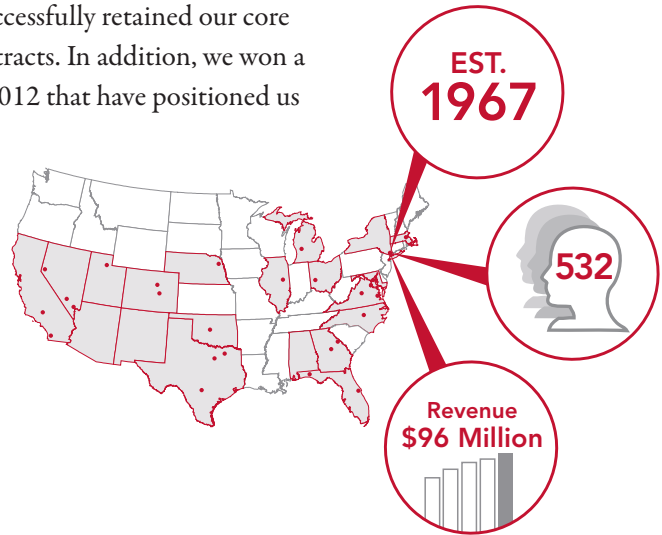 ccessfully retained our core
tracts. In addition, we won a
012 that have positioned us
EST.
1967
532
Revenue
$96 Million